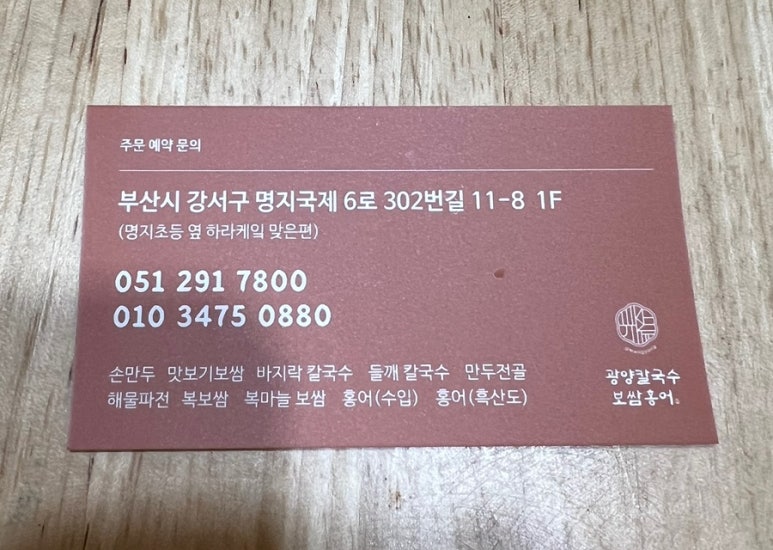 주문 예약 문의
부산시 강서구 명지국제 6로 302번길 11-8 1F
(명지초등 옆 하라케잌 맞은편)
051 291 7800
010 3475 0880
손만두 맛보기보쌈 바지락 칼국수 들깨 칼국수 만두전골
해물파전 복보쌈 복마늘 보쌈 홍어(수입) 홍어(흑산도)
광양칼국수
보쌈홍어